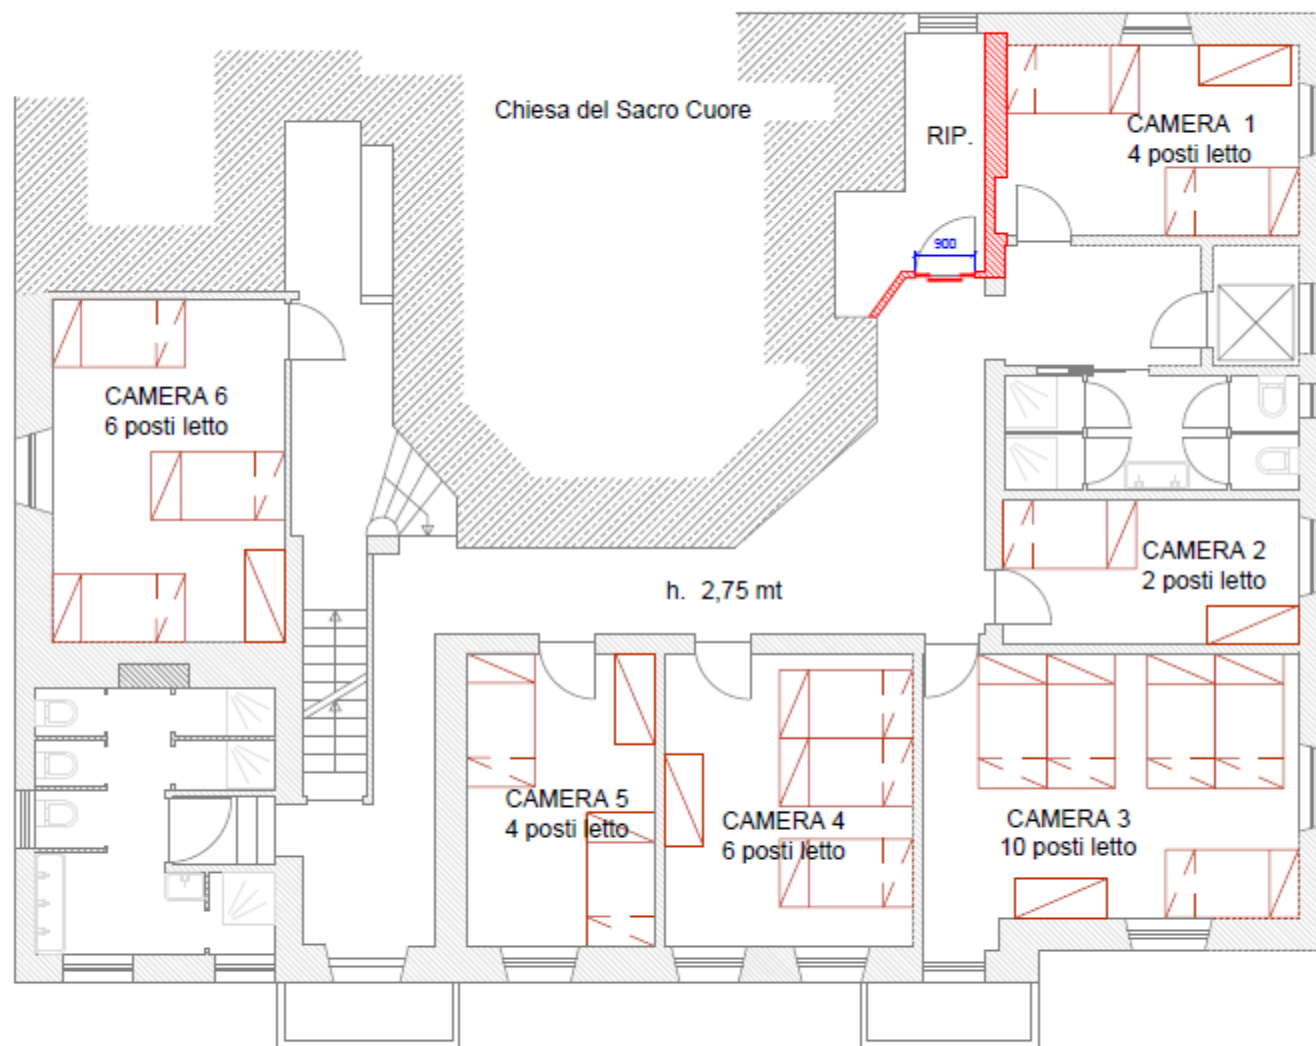 Chiesa del Sacro Cuore
RIP.
CAMERA 1
4 posti letto
900
CAMERA 6
6 posti letto
CAMERA 2
2 posti letto
h. 2,75 mt
CAMERA 5
4 posti letto
CAMERA 4
6 posti letto
CAMERA 3
10 posti letto